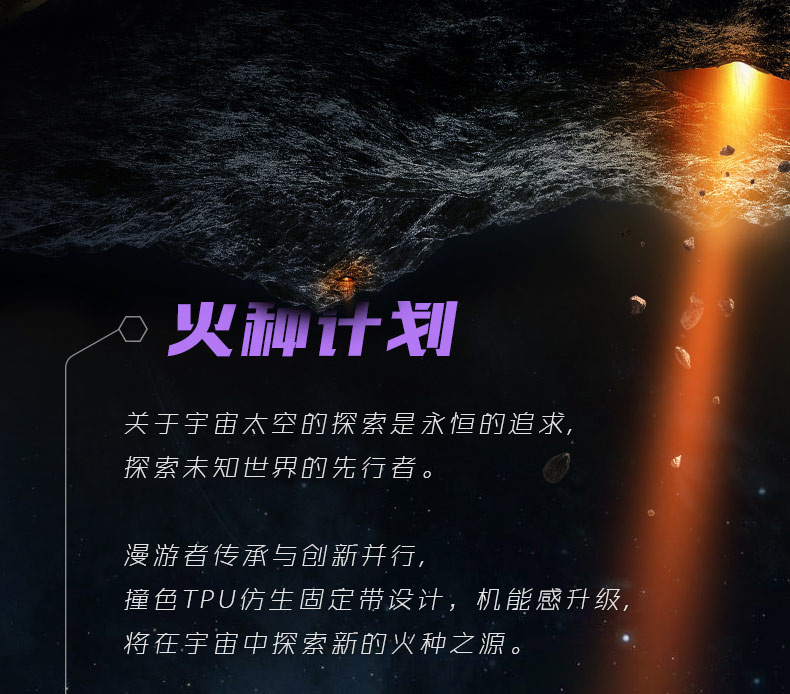 火种计划
关于宇宙太空的探索是永恒的追求,
探索未知世界的先行者。
漫游者传承与创新并行,
撞色TPU仿生固定带设计，机能感升级,
将在宇宙中探索新的火种之源。